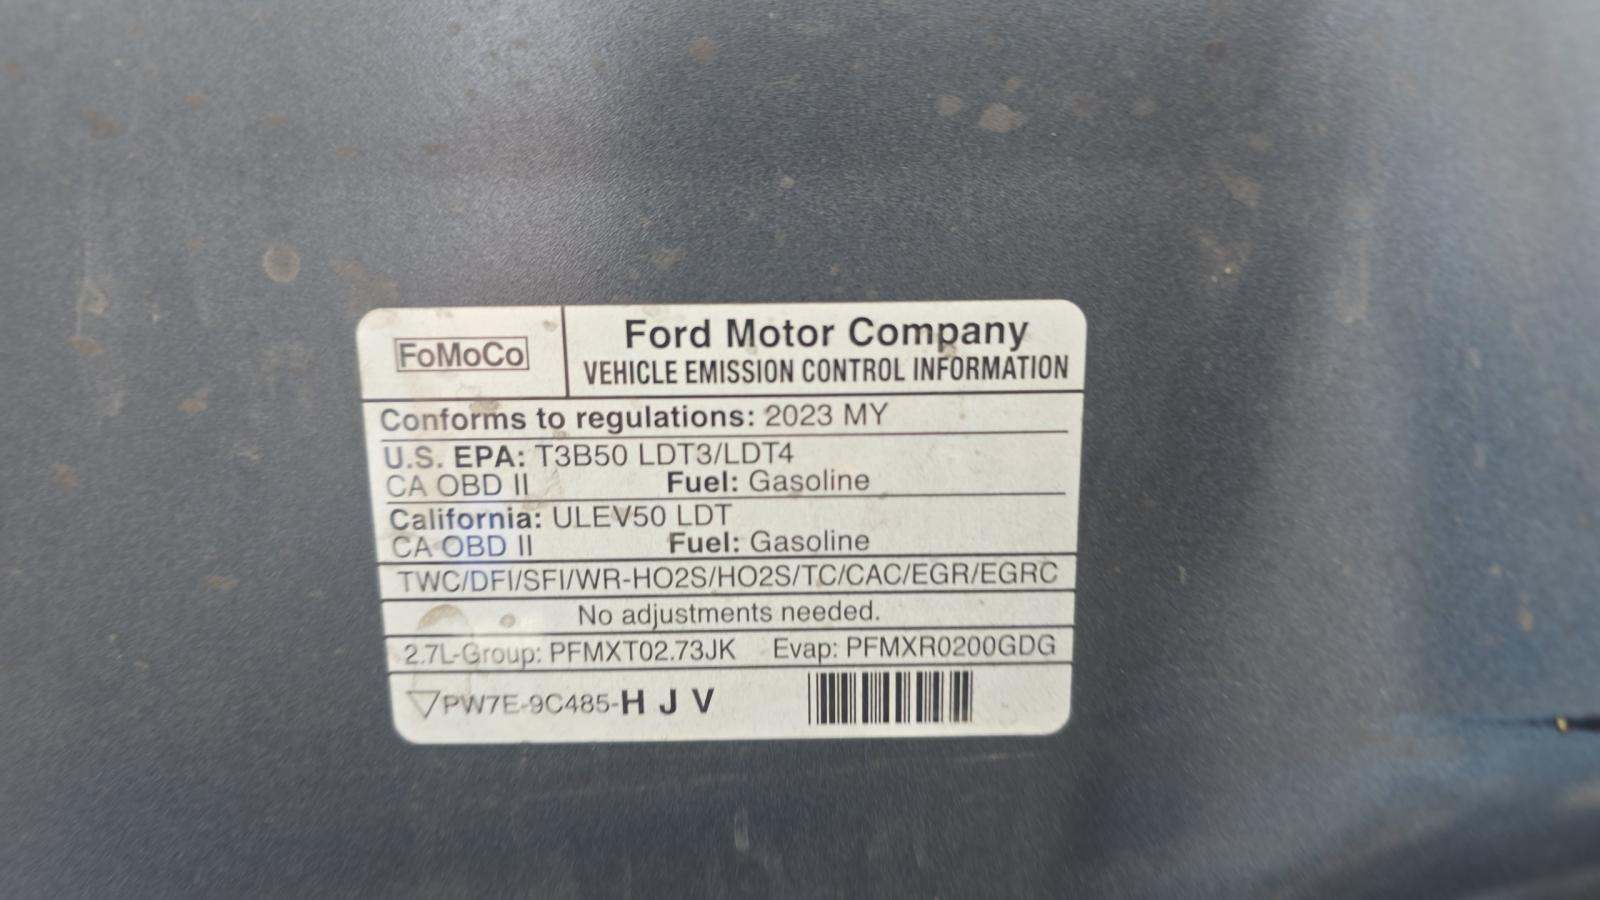 FoMoCo
Ford Motor Company
VEHICLE EMISSION CONTROL INFORMATION
Conforms to regulations: 2023 MY
U.S. EPA: T3B50 LDT3/LDT4
CA OBD II Fuel: Gasoline
California: ULEV50 LDT
CA OBD II Fuel: Gasoline
TWC/DFI/SFI/WR-HO2S/HO2S/TC/CAC/EGR/EGRC
No adjustments needed.
2.7L-Group: PFMXT02.73JK Evap: PFMXR0200GDG
▽PW7E-9C485-H J V